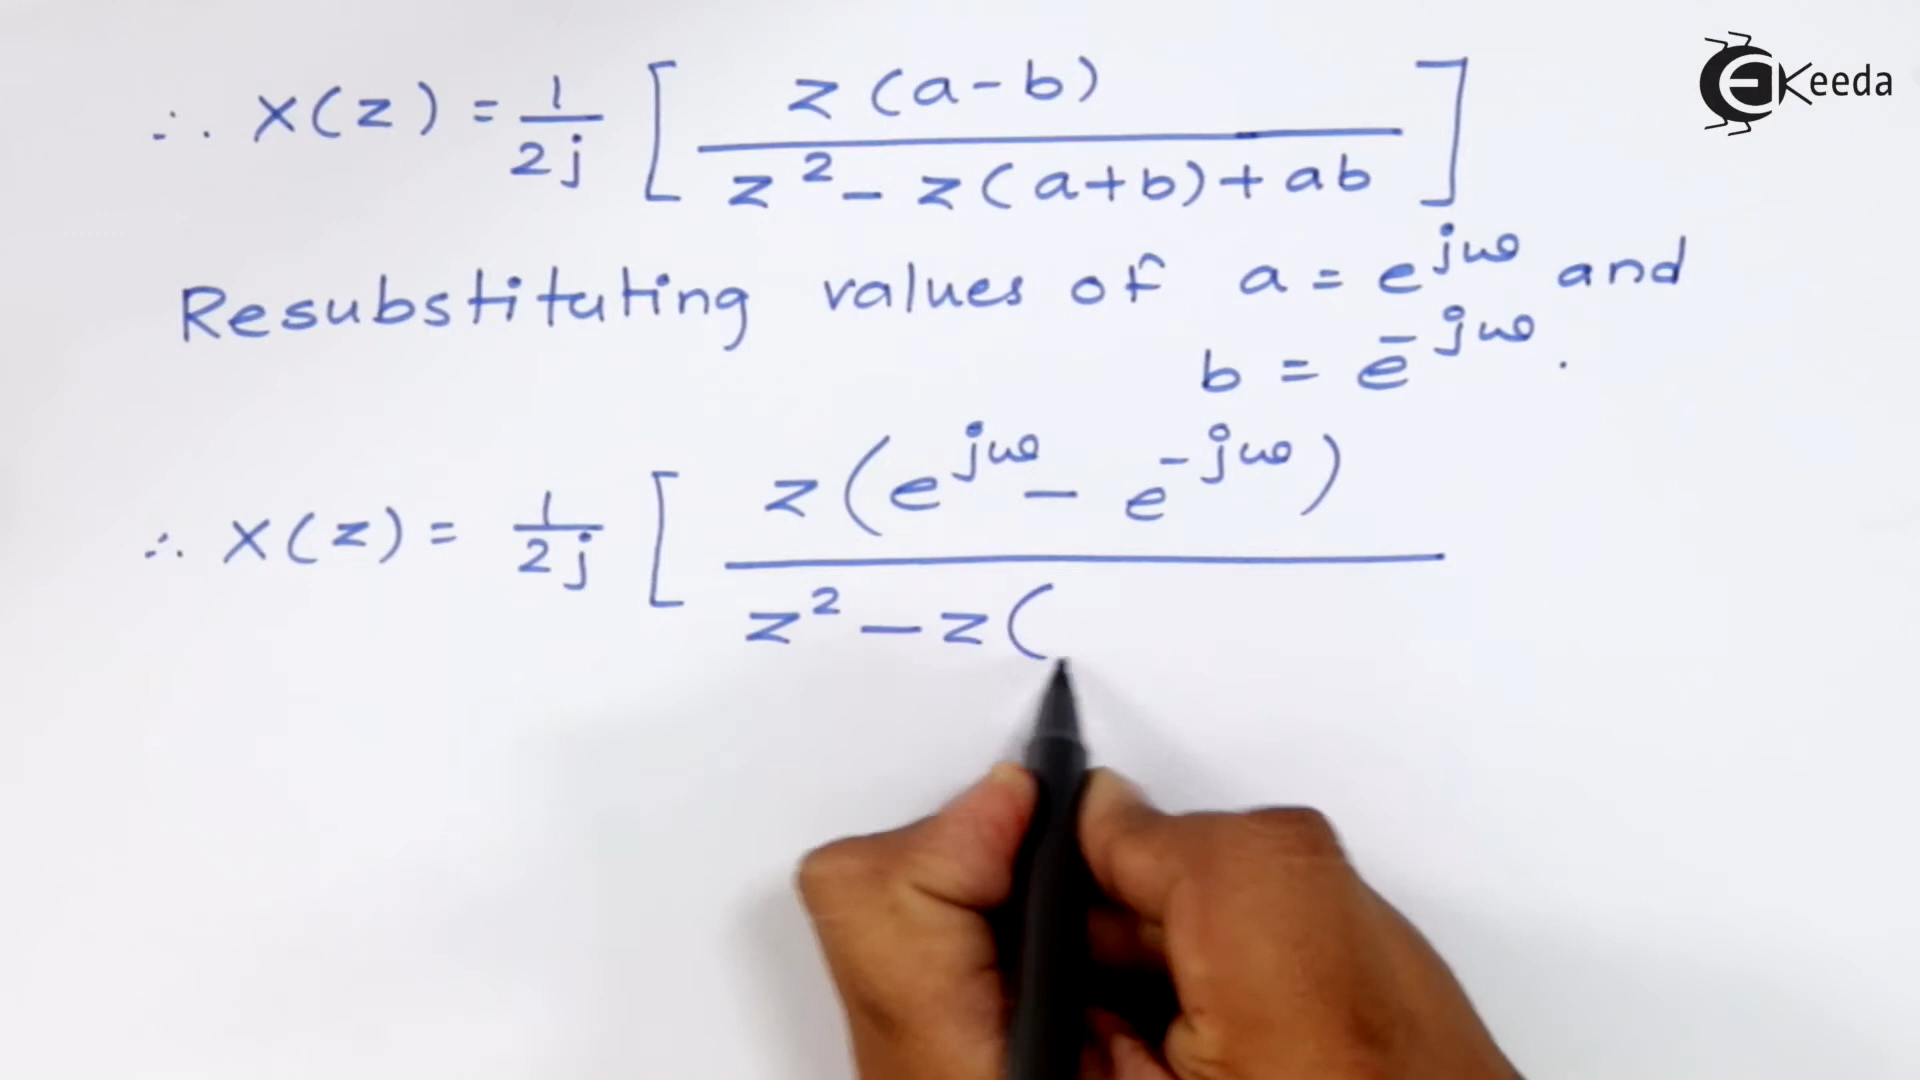 Keeda
∴ X(z) = 1/2j [ z(a-b) / z² - z(a+b) + ab ]
Resubstituting values of a = e^jω and
b = e^-jω .
∴ X(z) = 1/2j [ z(e^jω - e^-jω) / z² - z(